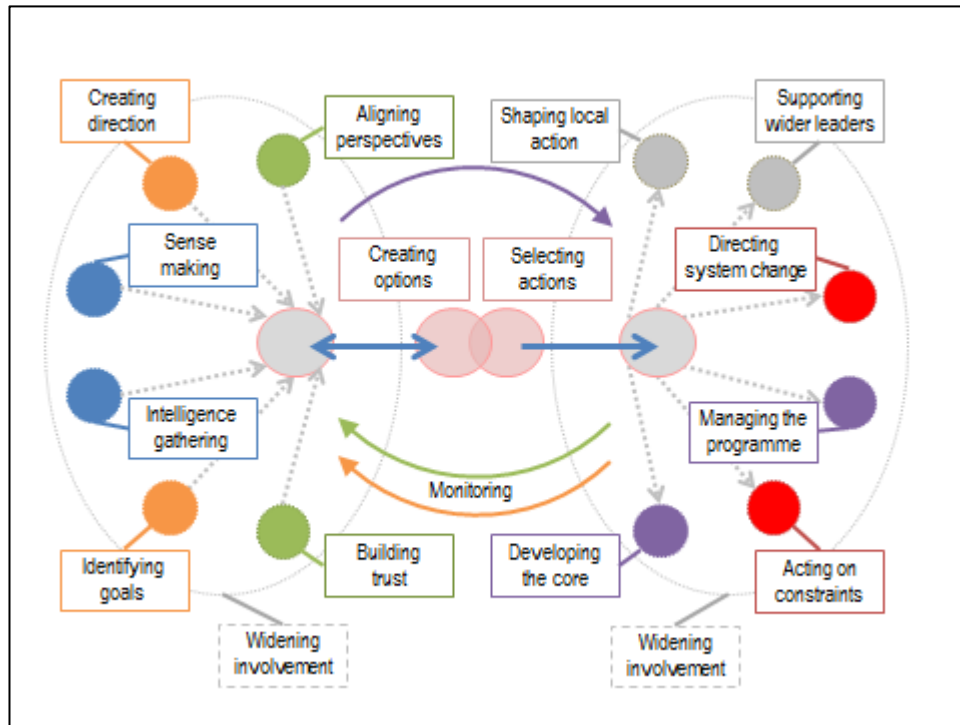 Creating
direction
Aligning
perspectives
Shaping local
action
Supporting
wider leaders
Sense
making
Creating
options
Selecting
actions
Directing
system change
Intelligence
gathering
Managing the
programme
Monitoring
Identifying
goals
Building
trust
Developing
the core
Acting on
constraints
Widening
involvement
Widening
involvement